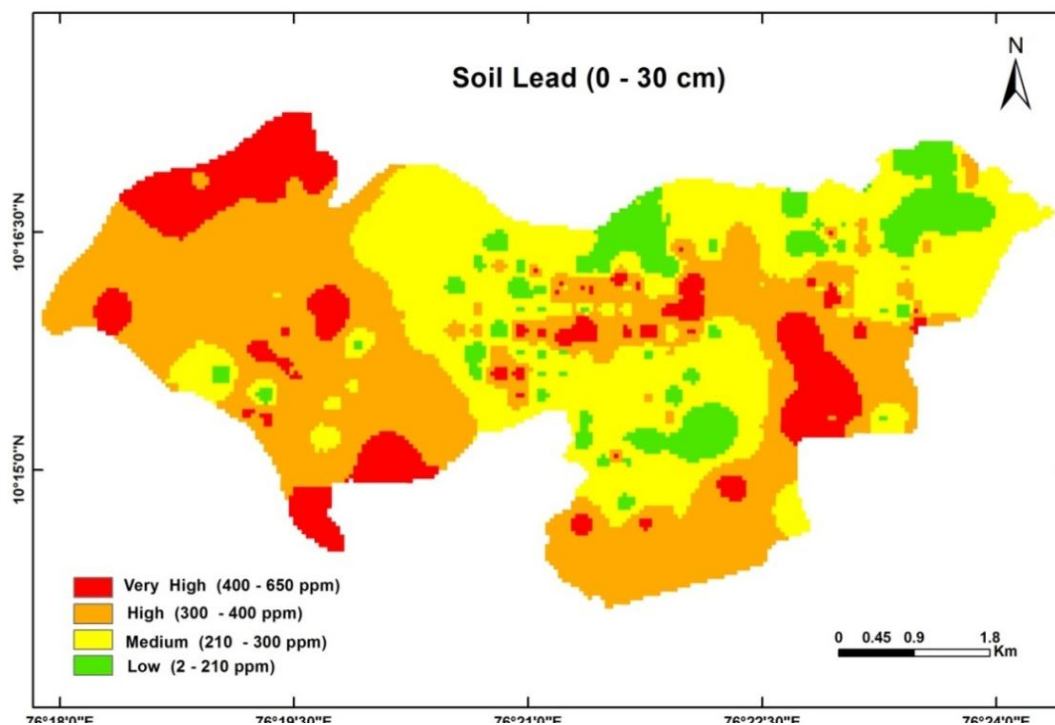 Soil Lead (0 - 30 cm)
N
10°16'30"N
10°15'0"N
Very High (400 - 650 ppm)
High (300 - 400 ppm)
Medium (210 - 300 ppm)
Low (2 - 210 ppm)
0 0.45 0.9 1.8
Km
76°18'0"E 76°19'30"E 76°21'0"E 76°22'30"E 76°24'0"E